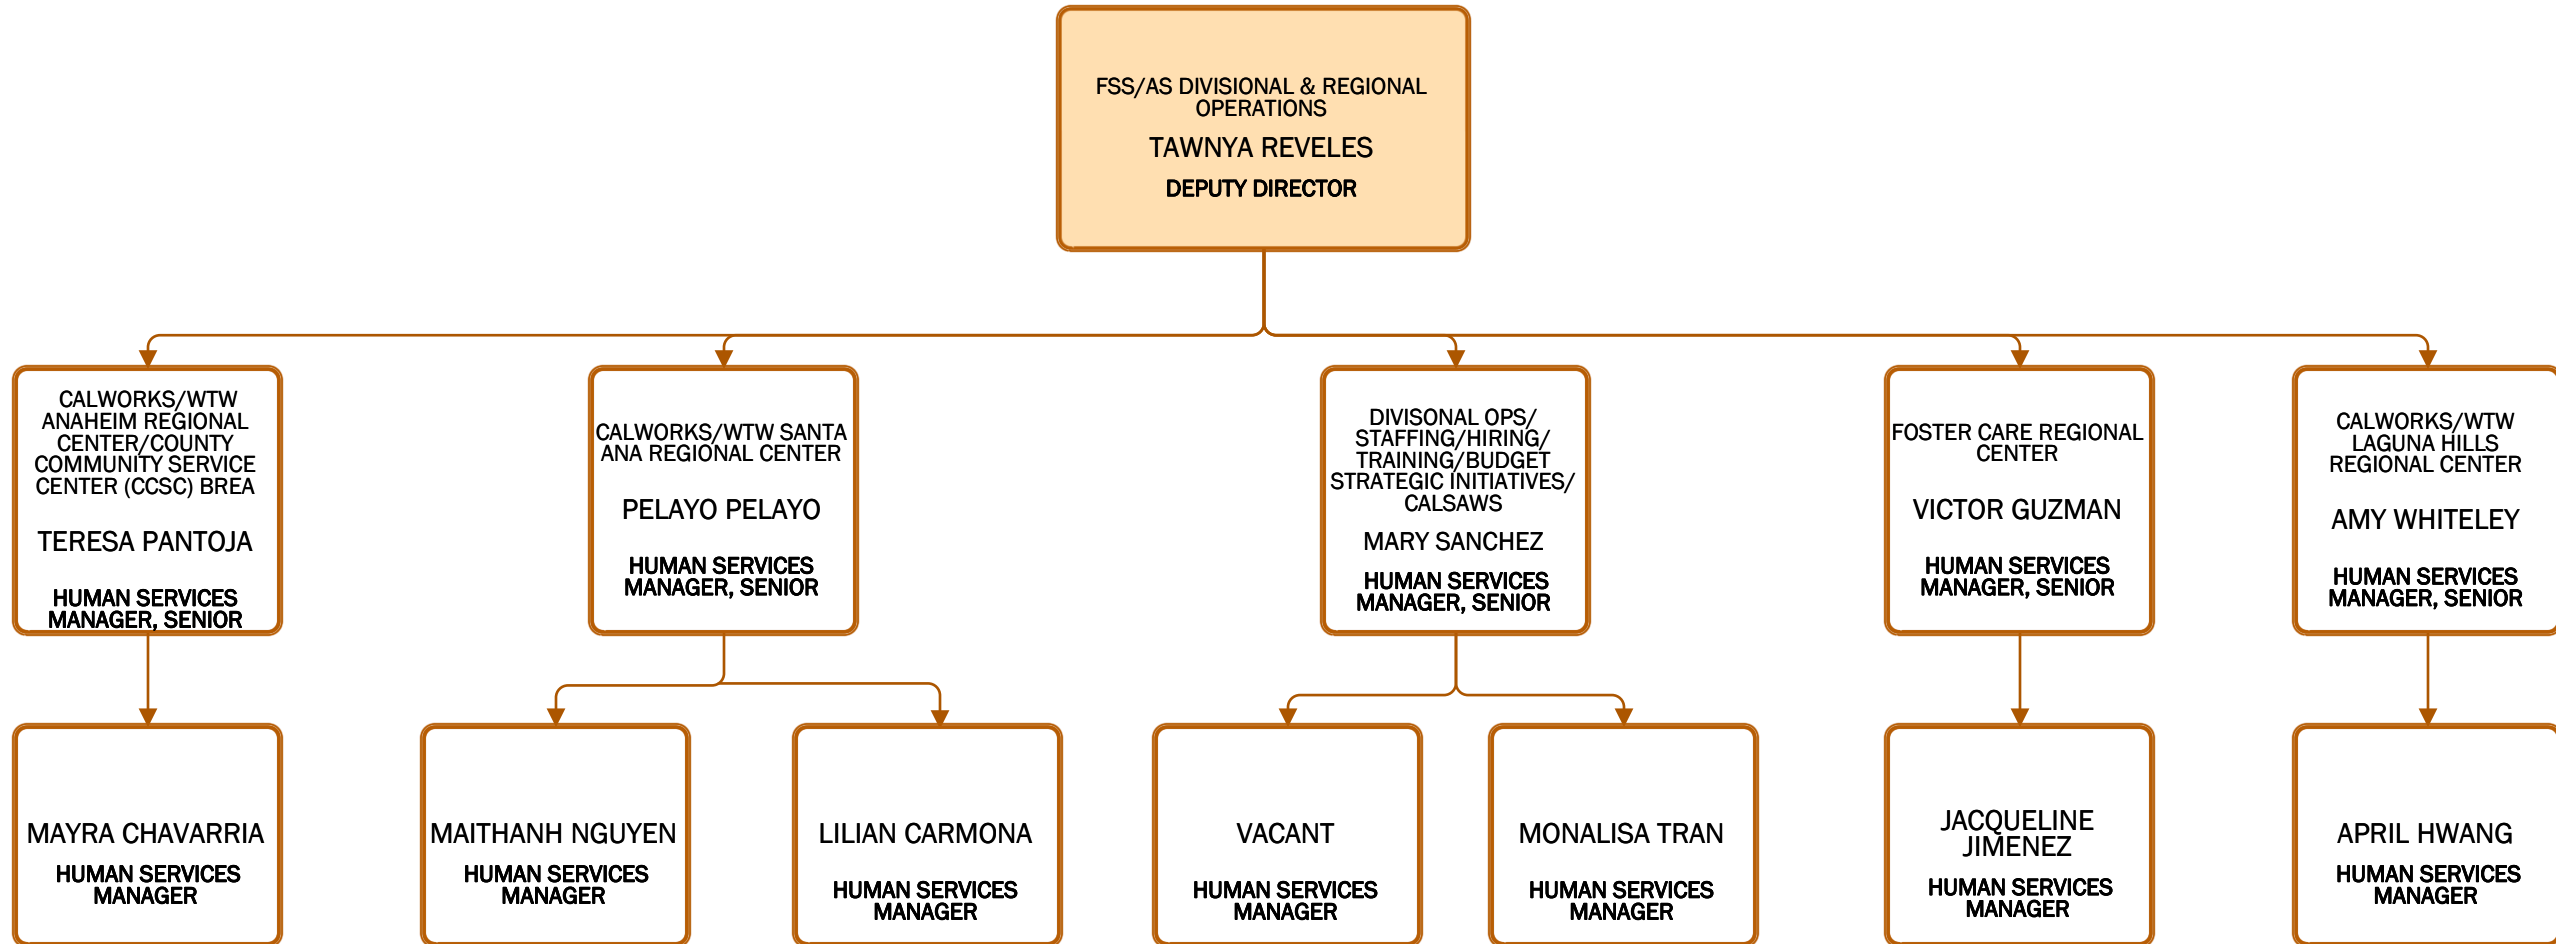 FSS/AS DIVISIONAL & REGIONAL
OPERATIONS
TAWNYA REVELES
DEPUTY DIRECTOR
CALWORKS/WTW
ANAHEIM REGIONAL
CENTER/COUNTY
COMMUNITY SERVICE
CENTER (CCSC) BREA
TERESA PANTOJA
HUMAN SERVICES
MANAGER, SENIOR
CALWORKS/WTW SANTA
ANA REGIONAL CENTER
PELAYO PELAYO
HUMAN SERVICES
MANAGER, SENIOR
DIVISONAL OPS/
STAFFING/HIRING/
TRAINING/BUDGET
STRATEGIC INITIATIVES/
CALSAWS
MARY SANCHEZ
HUMAN SERVICES
MANAGER, SENIOR
FOSTER CARE REGIONAL
CENTER
VICTOR GUZMAN
HUMAN SERVICES
MANAGER, SENIOR
CALWORKS/WTW
LAGUNA HILLS
REGIONAL CENTER
AMY WHITELEY
HUMAN SERVICES
MANAGER, SENIOR
MAYRA CHAVARRIA
HUMAN SERVICES
MANAGER
MAITHANH NGUYEN
HUMAN SERVICES
MANAGER
LILIAN CARMONA
HUMAN SERVICES
MANAGER
VACANT
HUMAN SERVICES
MANAGER
MONALISA TRAN
HUMAN SERVICES
MANAGER
JACQUELINE
JIMENEZ
HUMAN SERVICES
MANAGER
APRIL HWANG
HUMAN SERVICES
MANAGER